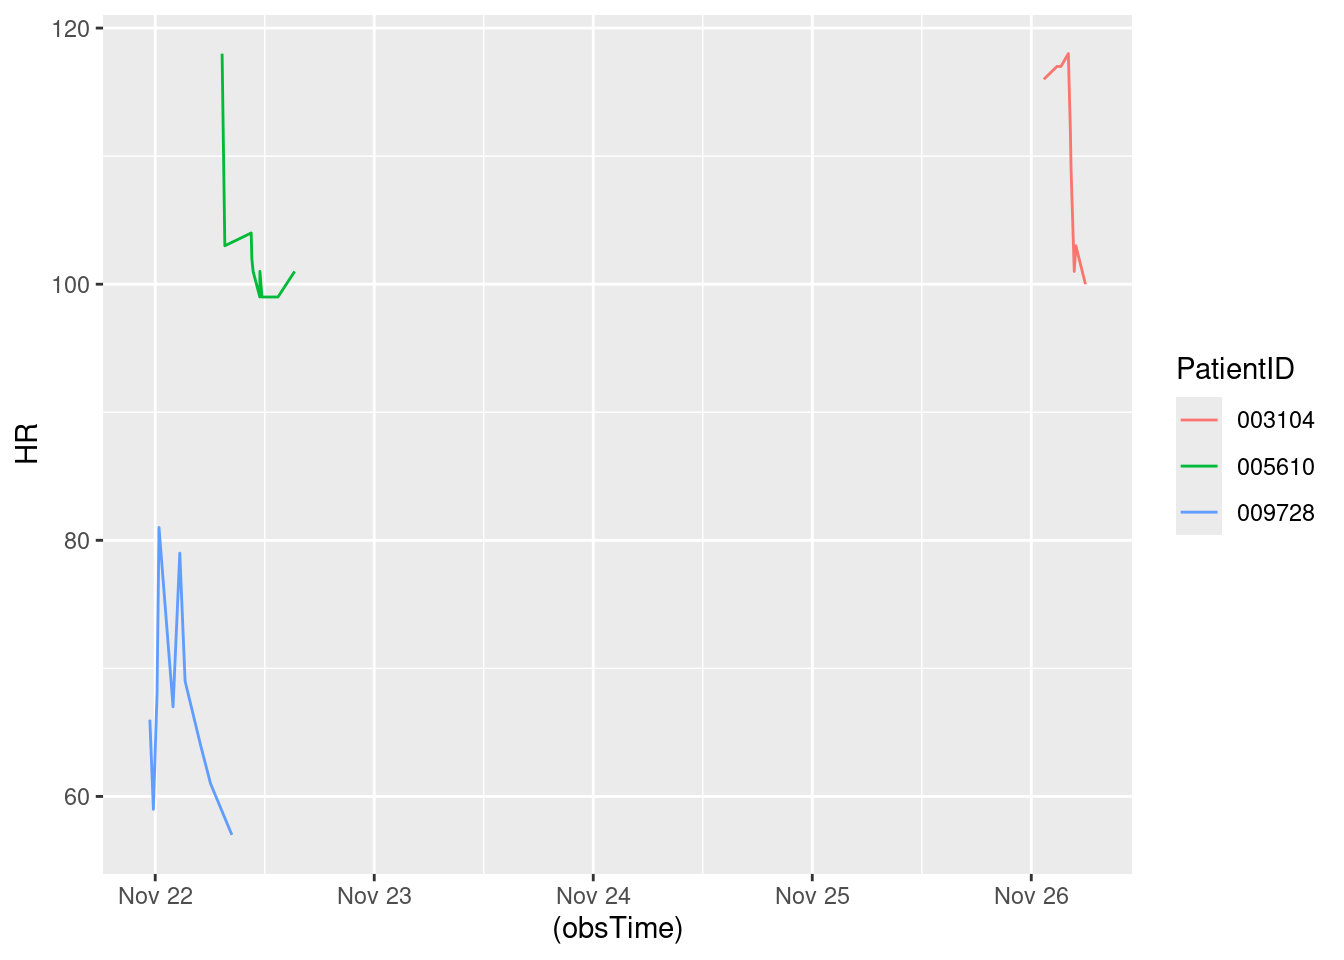 120
100
80
60
HR
Nov 22
Nov 23
Nov 24
Nov 25
Nov 26
(obsTime)
PatientID
003104
005610
009728